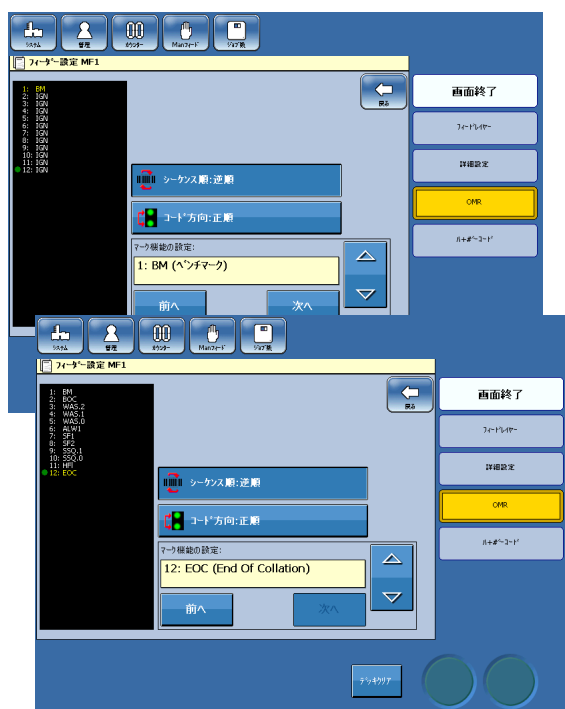 システム
管理
カウンター
Manフィード
ジョブ数
フィーダー設定 MF1
戻る
画面終了
フィードレイヤー
詳細設定
OMR
バ+ポーコード
1: BM
2: IGN
3: IGN
4: IGN
5: IGN
6: IGN
7: IGN
8: IGN
9: IGN
10: IGN
11: IGN
12: IGN
シーケンス順:逆順
コード方向:正順
マーク機能の設定:
1: BM (ベンチマーク)
前へ
次へ
システム
管理
カウンター
Manフィード
フィーダー設定 MF1
戻る
画面終了
フィードレイヤー
詳細設定
OMR
1: BM
2: BOC
3: WAS.2
4: WAS.1
5: WAS.0
6: ALW1
7: SF1
8: SF2
9: SSQ.1
10: SSQ.0
11: HFI
12: EOC
シーケンス順:逆順
コード方向:正順
マーク機能の設定:
12: EOC (End Of Collation)
前へ
次へ
デッキクリア